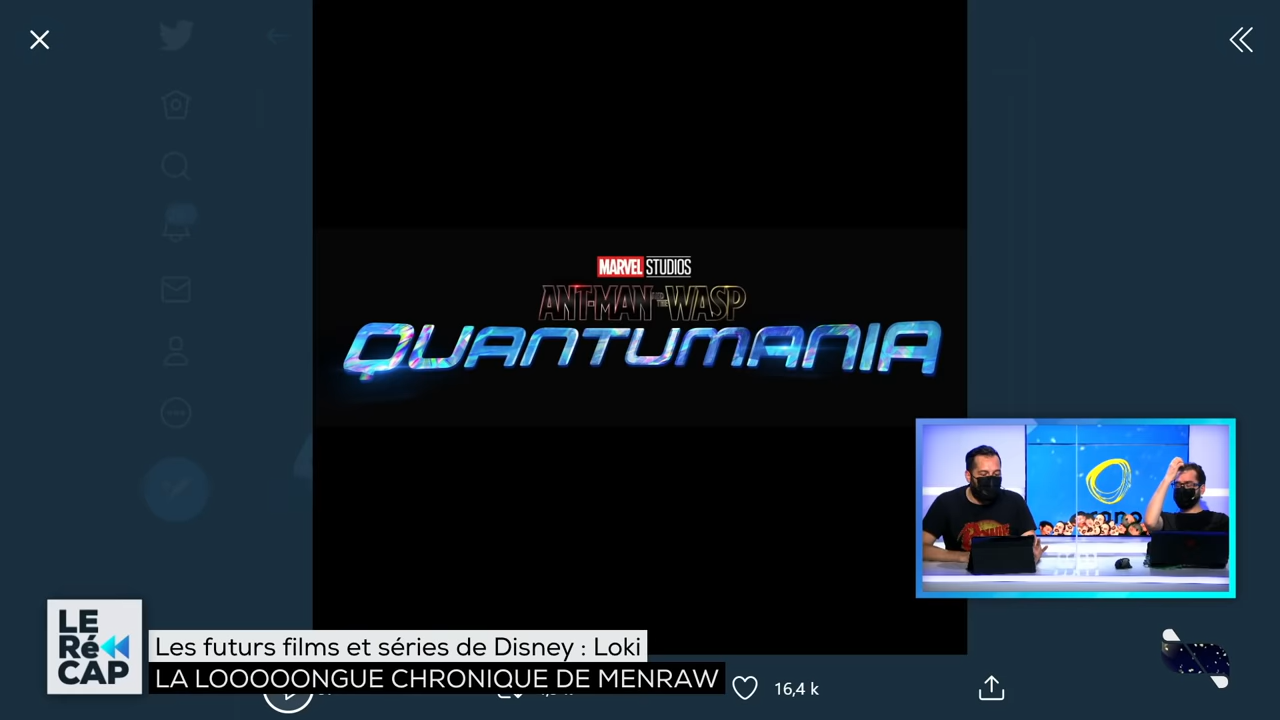 MARVEL STUDIOS
ANT-MAN AND THE WASP
QUANTUMANIA
LE
Ré
CAP
Les futurs films et séries de Disney : Loki
LA LOOOOONGUE CHRONIQUE DE MENRAW
16,4 k